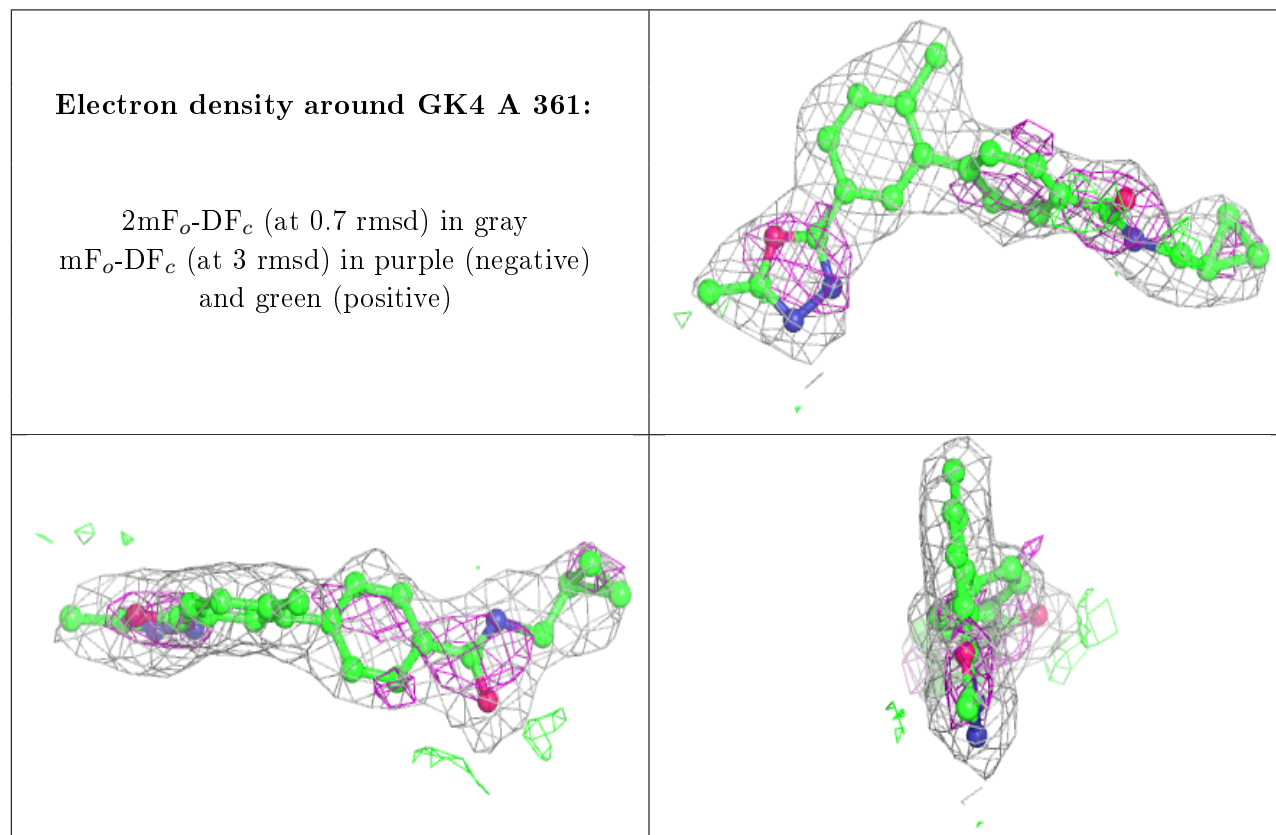 Electron density around GK4 A 361:
2mFₒ-DF𝒸 (at 0.7 rmsd) in gray
mFₒ-DF𝒸 (at 3 rmsd) in purple (negative)
and green (positive)